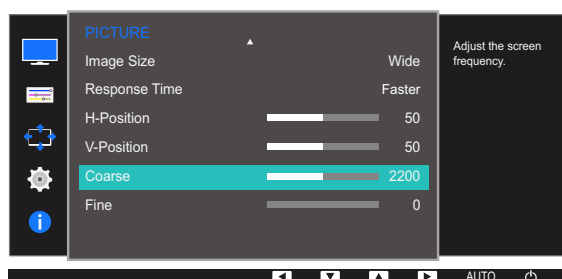 PICTURE
Image Size Wide
Response Time Faster
H-Position 50
V-Position 50
Coarse 2200
Fine 0
Adjust the screen
frequency.
AUTO